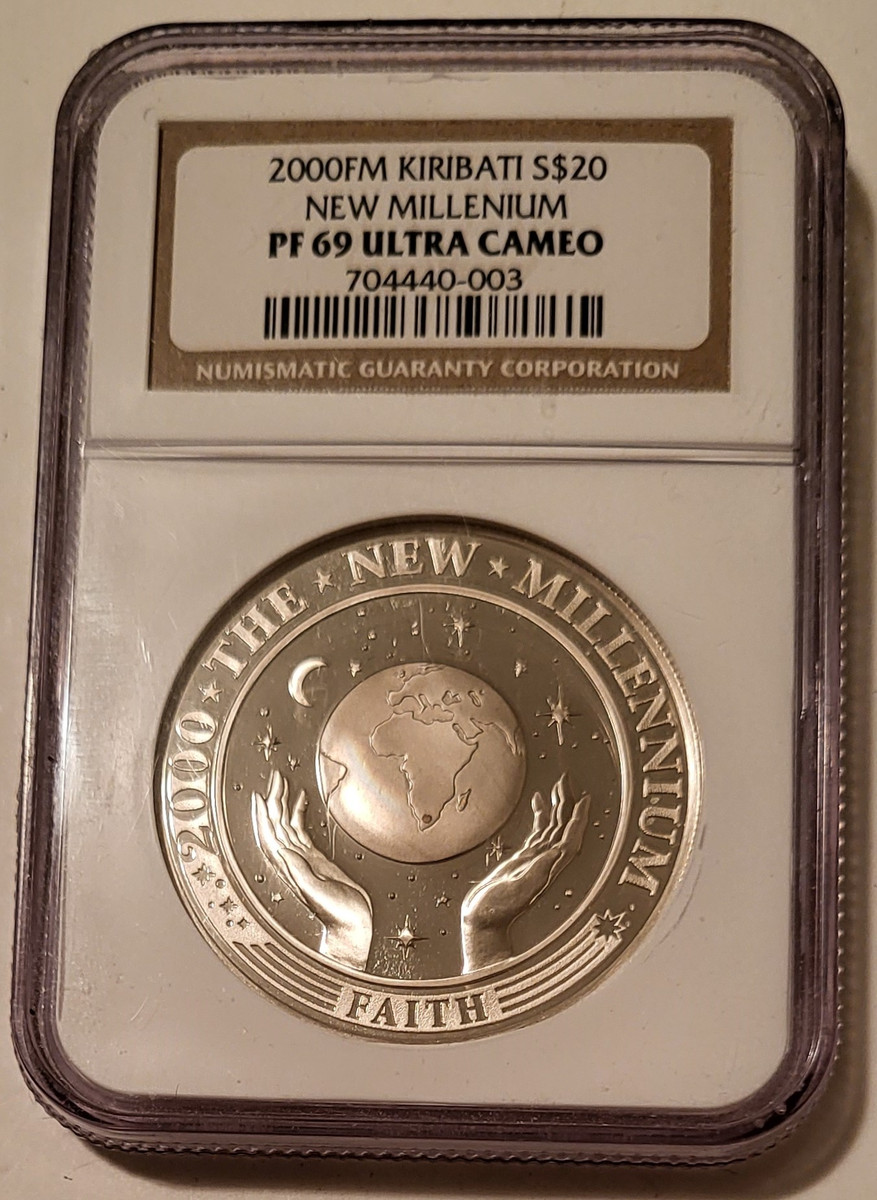 2000FM KIRIBATI S$20
NEW MILLENIUM
PF 69 ULTRA CAMEO
704440-003
NUMISMATIC GUARANTY CORPORATION
2000 ★ THE ★ NEW ★ MILLENNIUM
FAITH